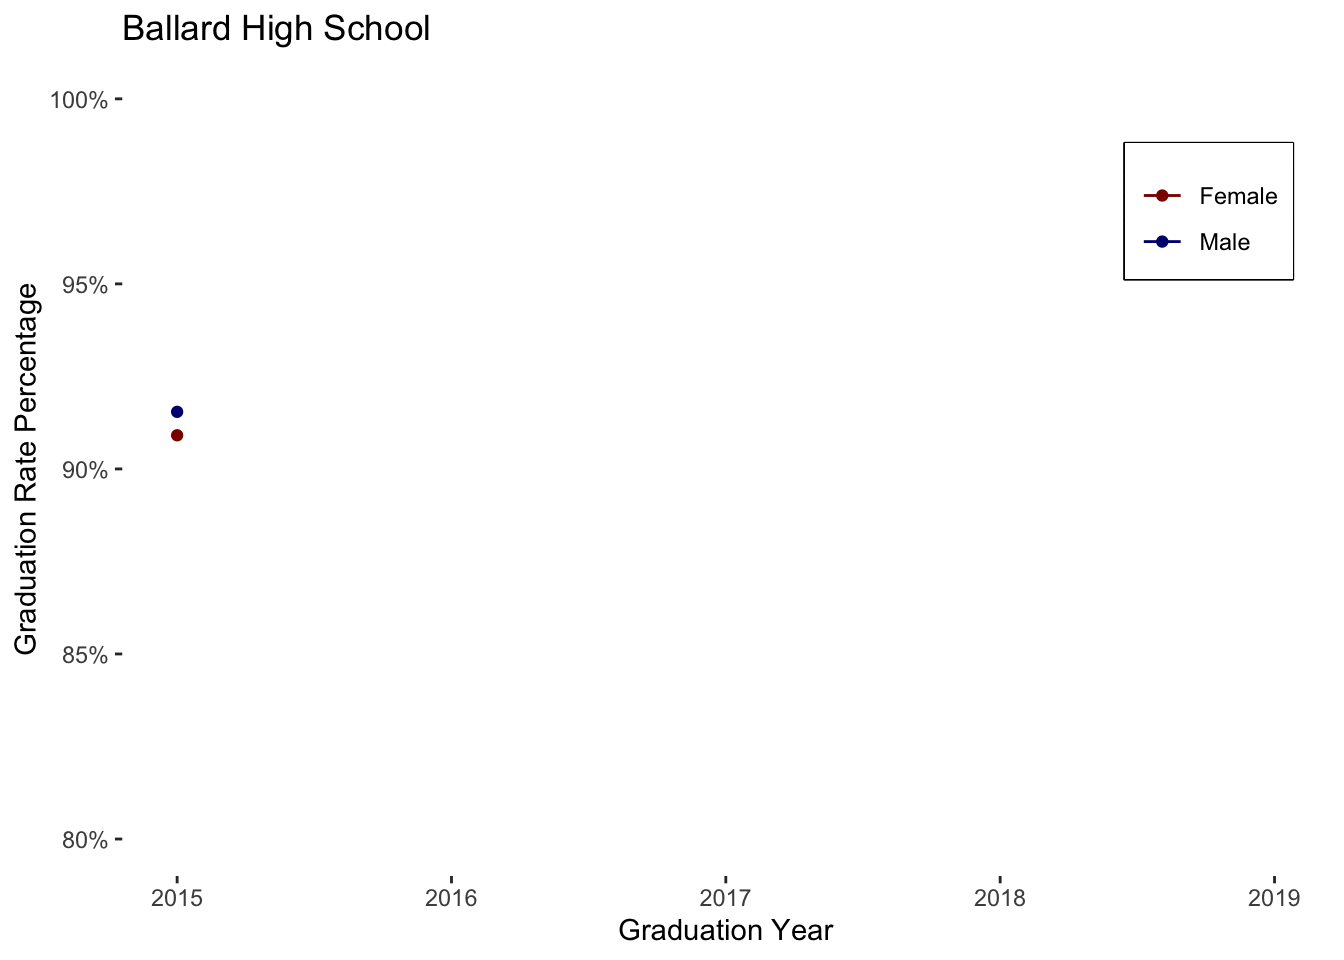 Ballard High School
100%
95%
90%
85%
80%
Graduation Rate Percentage
Female
Male
2015 2016 2017 2018 2019
Graduation Year